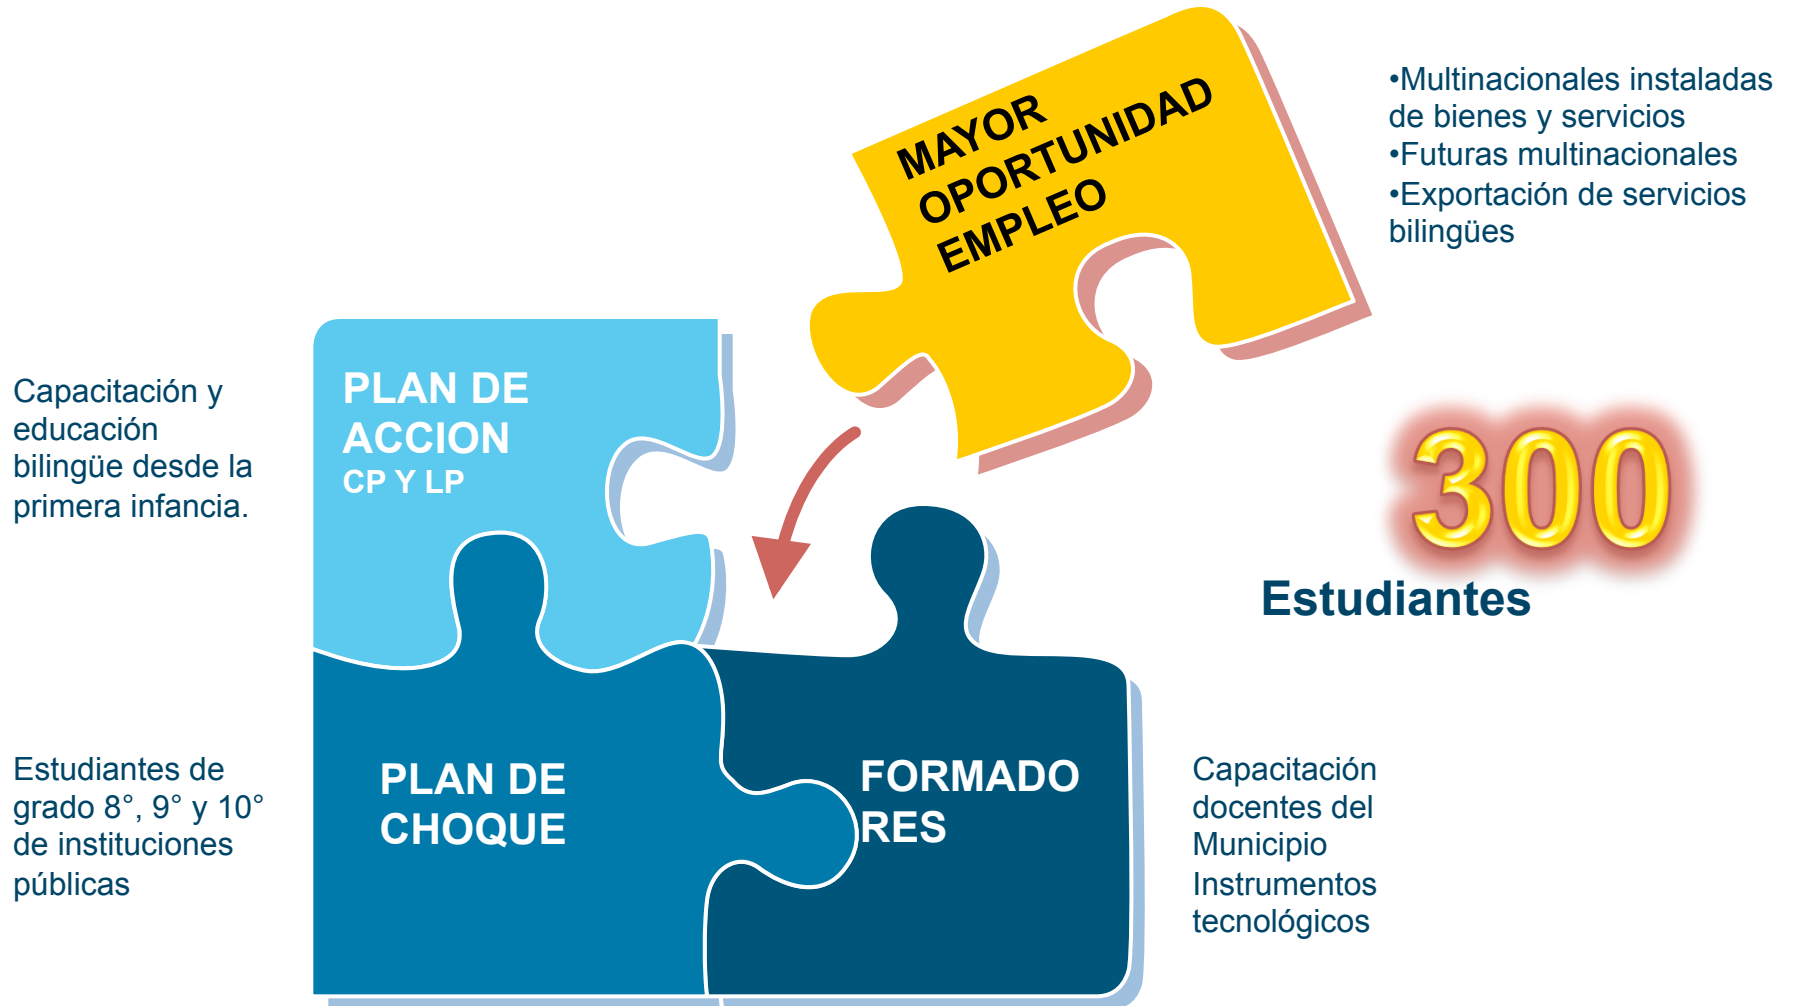 MAYOR
OPORTUNIDAD
EMPLEO
•Multinacionales instaladas
de bienes y servicios
•Futuras multinacionales
•Exportación de servicios
bilingües
Capacitación y
educación
bilingüe desde la
primera infancia.
PLAN DE
ACCION
CP Y LP
300
Estudiantes
Estudiantes de
grado 8°, 9° y 10°
de instituciones
públicas
PLAN DE
CHOQUE
FORMADO
RES
Capacitación
docentes del
Municipio
Instrumentos
tecnológicos